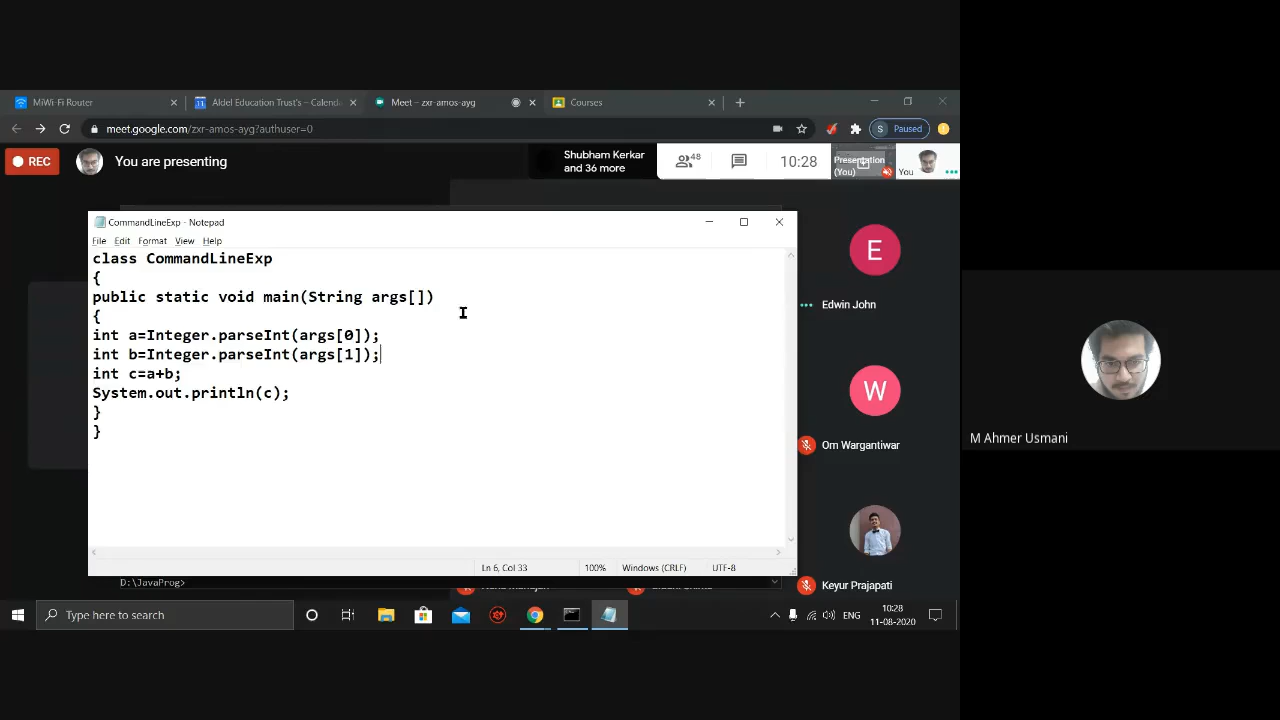 MiWi-Fi Router
Aldel Education Trust's – Calenda
Meet – zxr-amos-ayg
Courses
meet.google.com/zxr-amos-ayg?authuser=0
S Paused
REC
You are presenting
Shubham Kerkar
and 36 more
48
10:28
Presentation
(You)
You
CommandLineExp - Notepad
File Edit Format View Help
class CommandLineExp
{
public static void main(String args[])
{
int a=Integer.parseInt(args[0]);
int b=Integer.parseInt(args[1]);
int c=a+b;
System.out.println(c);
}
}
Ln 6, Col 33
100%
Windows (CRLF)
UTF-8
D:\JavaProg>
E
Edwin John
W
Om Wargantiwar
Keyur Prajapati
M Ahmer Usmani
Type here to search
ENG
10:28
11-08-2020